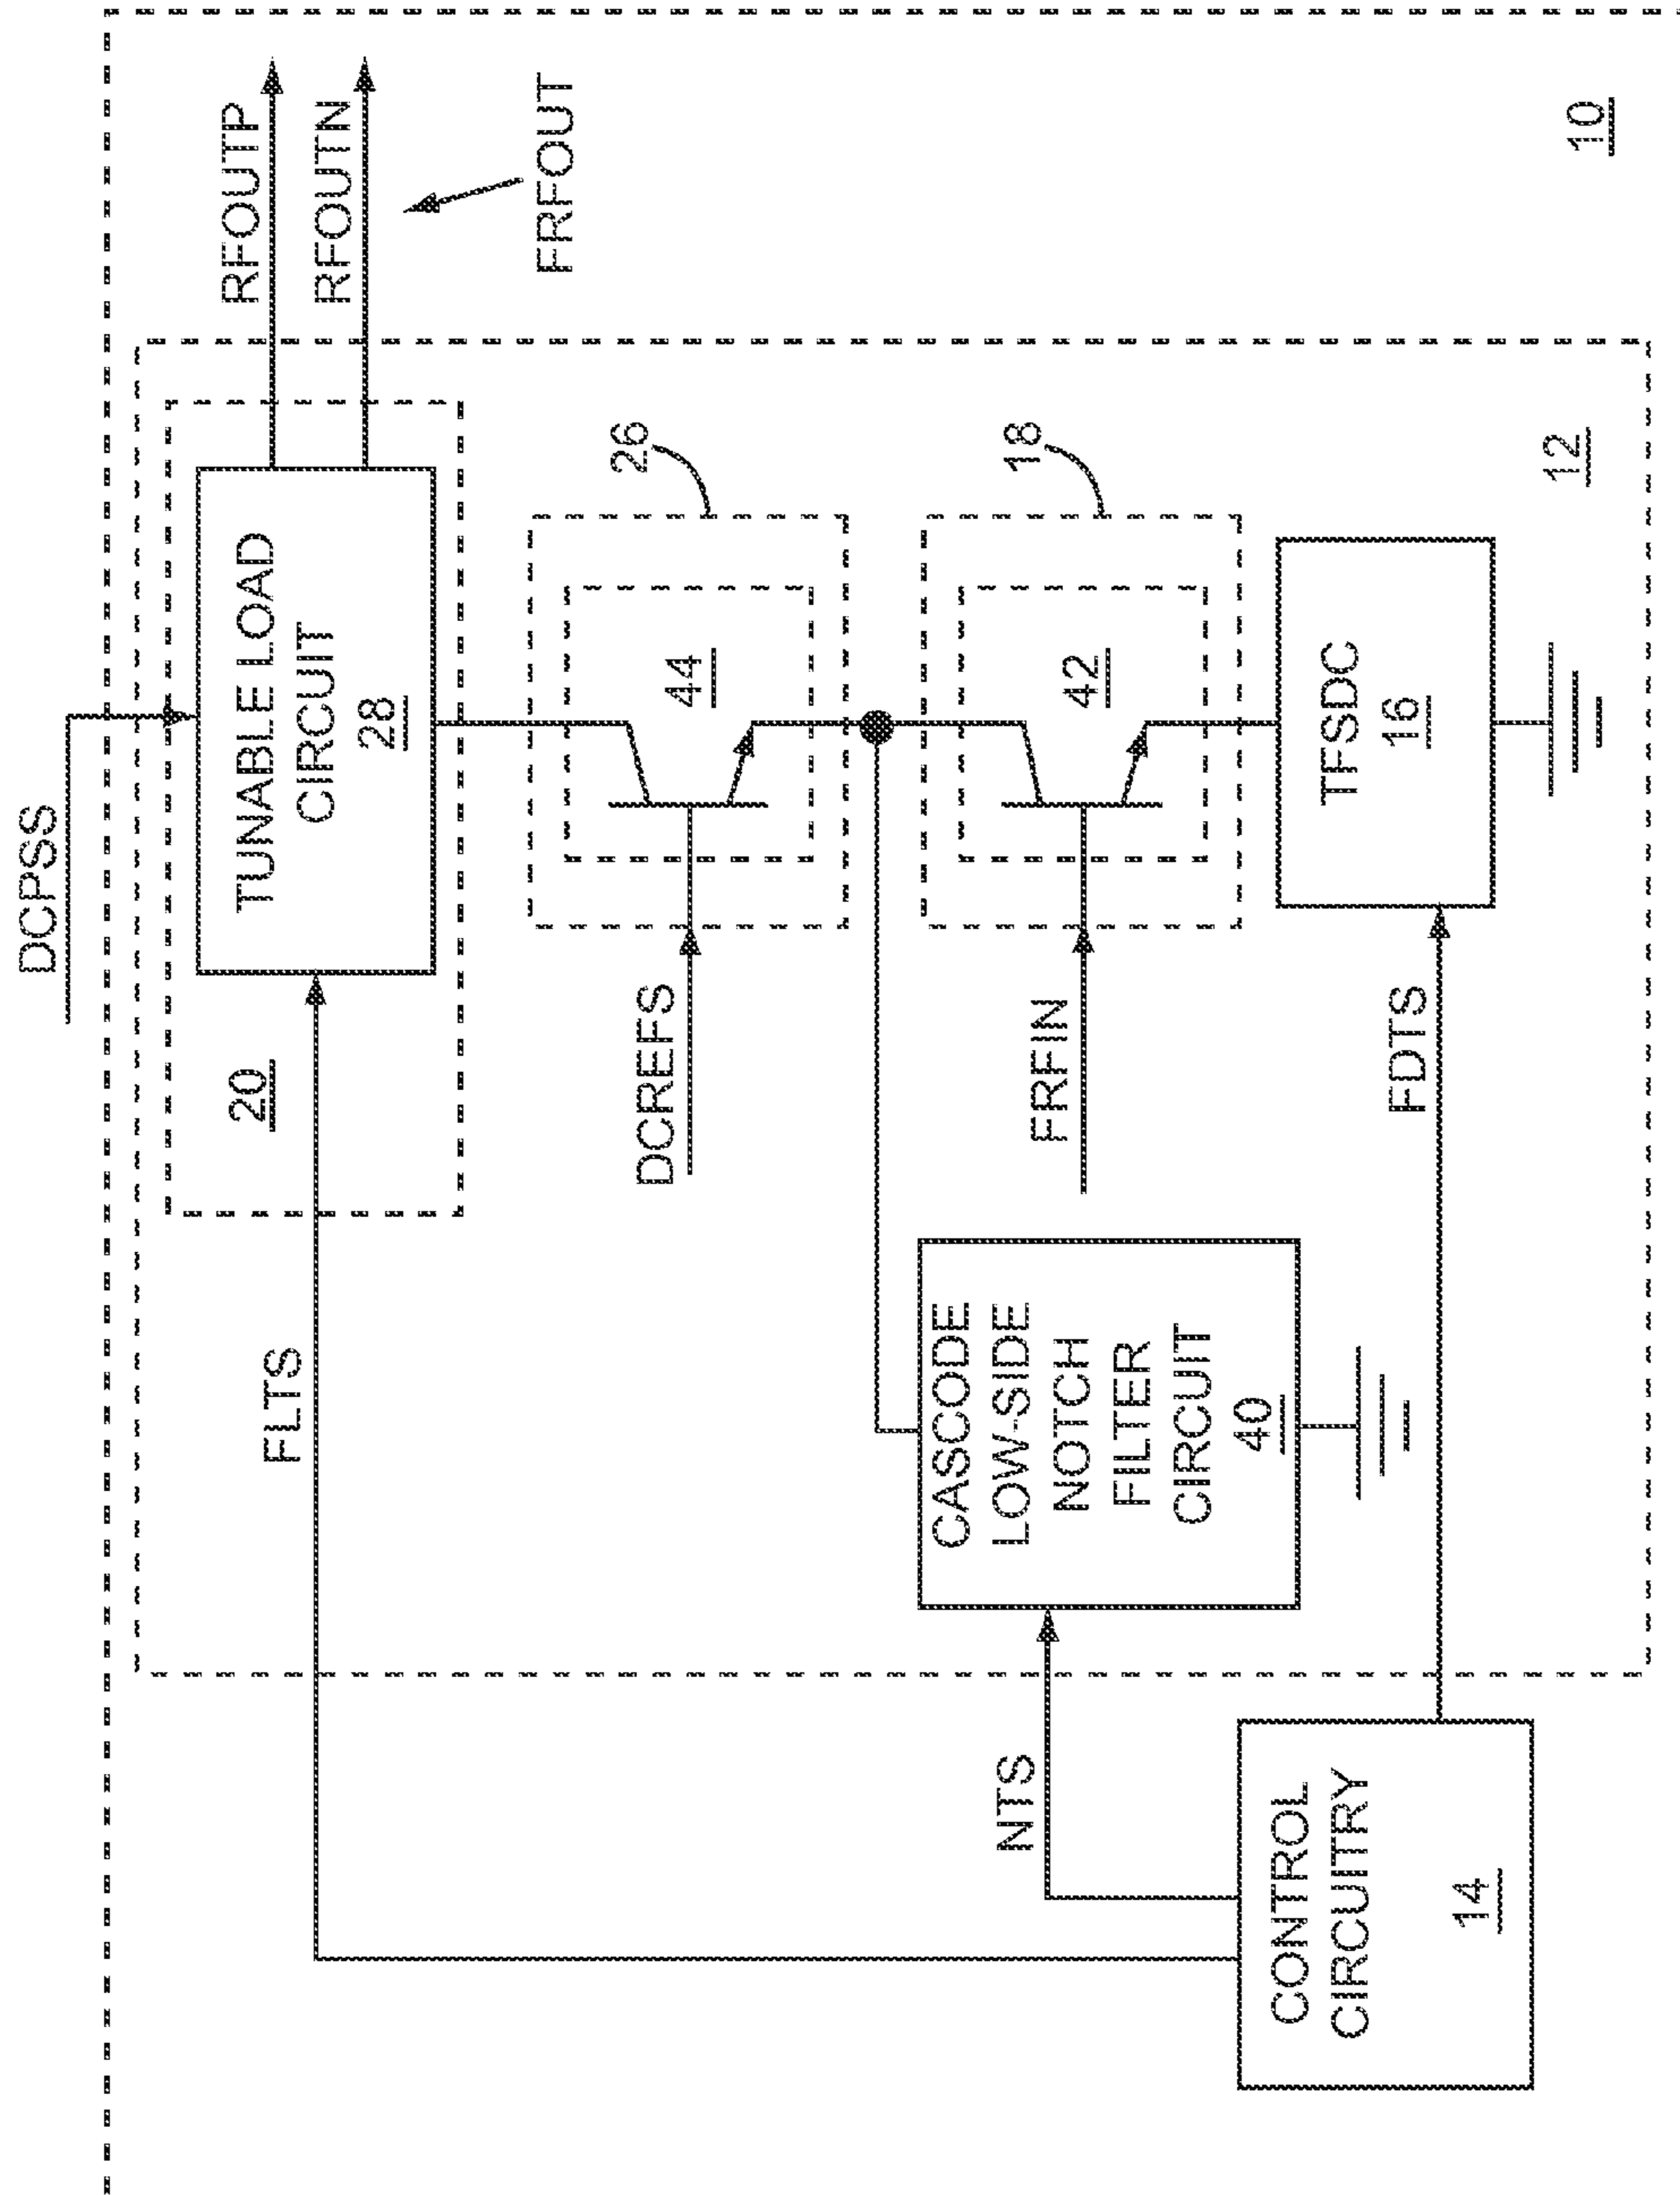 DCPSS
RFOUTP
RFOUTN
FRFOUT
FLTS
20
TUNABLE LOAD
CIRCUIT
28
DCREFS
44
26
FRFIN
42
18
CASCODE
LOW-SIDE
NOTCH
FILTER
CIRCUIT
40
NTS
CONTROL
CIRCUITRY
14
FDTS
TFSDC
16
12
10